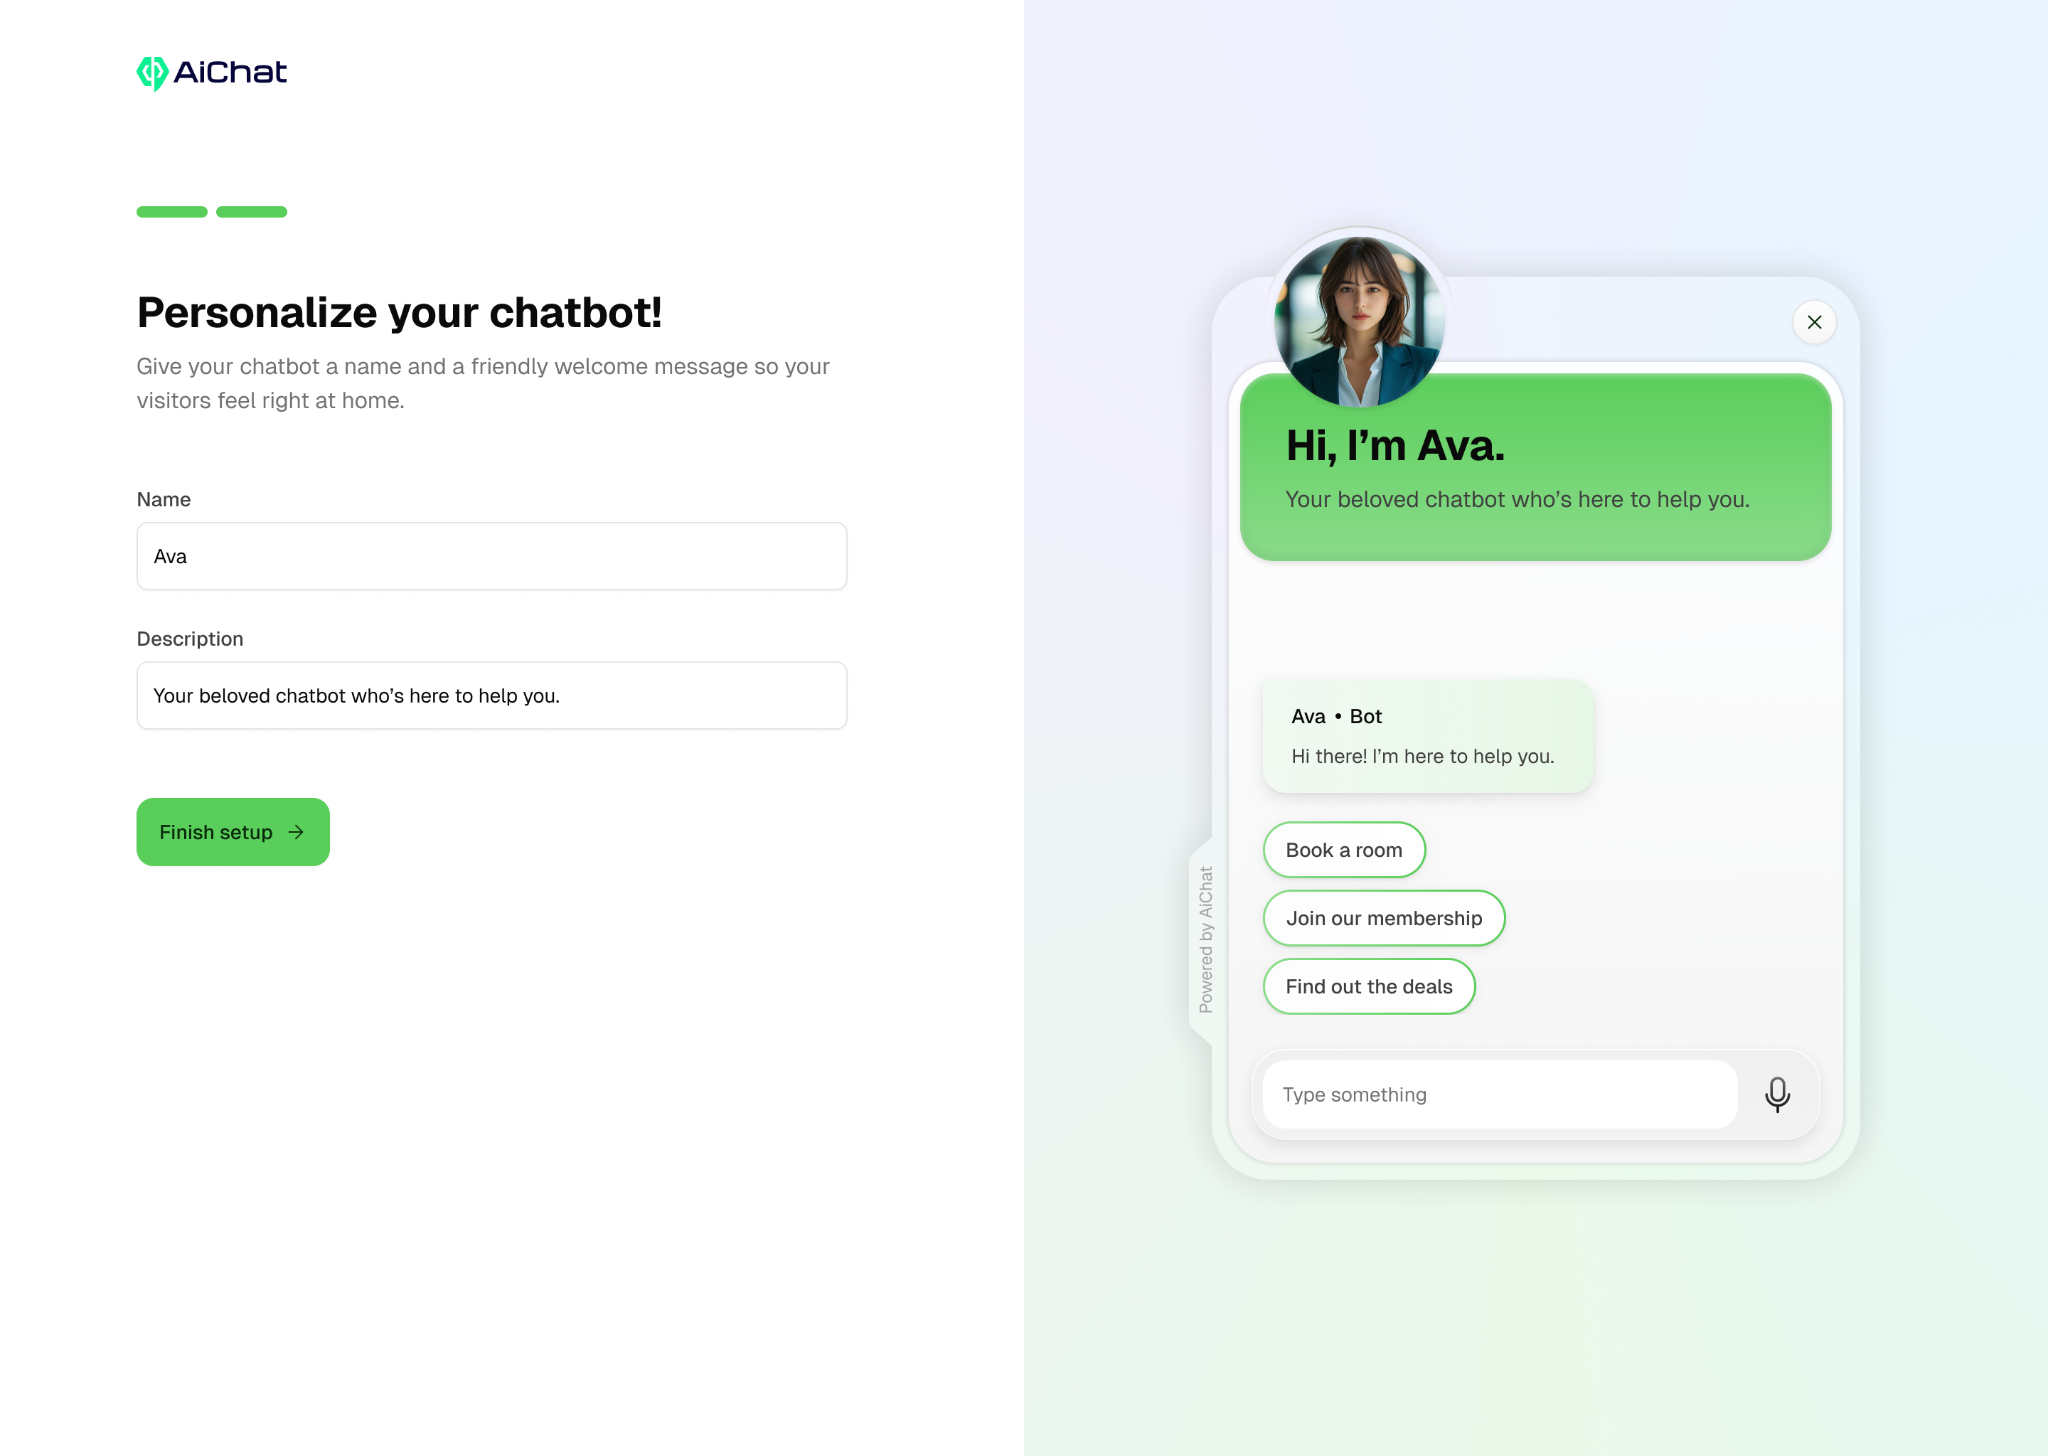 AiChat
Personalize your chatbot!
Give your chatbot a name and a friendly welcome message so your
visitors feel right at home.
Name
Ava
Description
Your beloved chatbot who’s here to help you.
Finish setup
Hi, I’m Ava.
Your beloved chatbot who’s here to help you.
Ava • Bot
Hi there! I’m here to help you.
Book a room
Join our membership
Find out the deals
Powered by AiChat
Type something